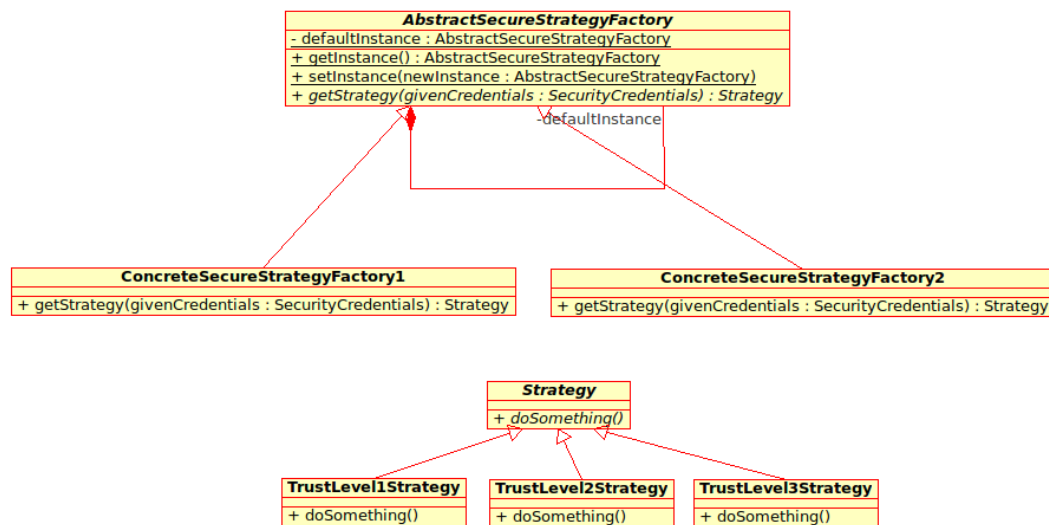 AbstractSecureStrategyFactory
- defaultInstance : AbstractSecureStrategyFactory
+ getInstance() : AbstractSecureStrategyFactory
+ setInstance(newInstance : AbstractSecureStrategyFactory)
+ getStrategy(givenCredentials : SecurityCredentials) : Strategy
-defaultInstance
ConcreteSecureStrategyFactory1
+ getStrategy(givenCredentials : SecurityCredentials) : Strategy
ConcreteSecureStrategyFactory2
+ getStrategy(givenCredentials : SecurityCredentials) : Strategy
Strategy
+ doSomething()
TrustLevel1Strategy
+ doSomething()
TrustLevel2Strategy
+ doSomething()
TrustLevel3Strategy
+ doSomething()